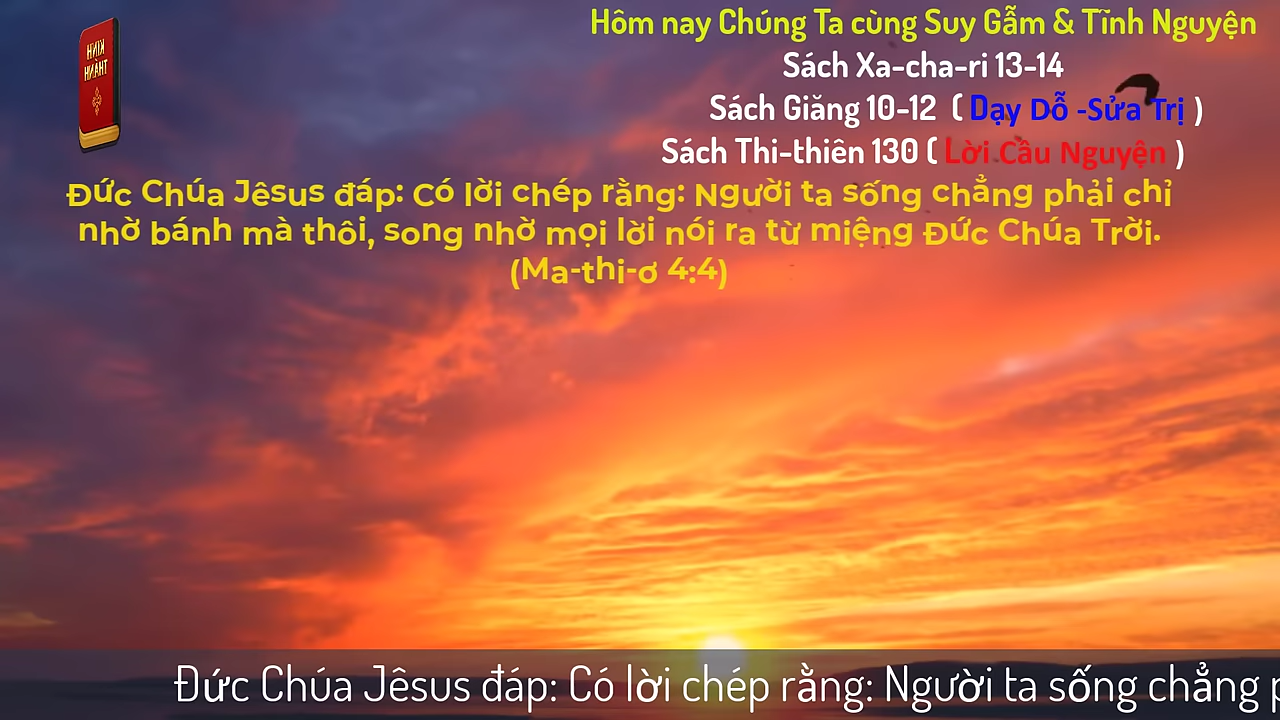 Hôm nay Chúng Ta cùng Suy Gẫm & Tĩnh Nguyện
Sách Xa-cha-ri 13-14
Sách Giăng 10-12 ( Dạy Dỗ -Sửa Trị )
Sách Thi-thiên 130 ( Lời Cầu Nguyện )
KINH
THÁNH
Đức Chúa Jêsus đáp: Có lời chép rằng: Người ta sống chẳng phải chỉ
nhờ bánh mà thôi, song nhờ mọi lời nói ra từ miệng Đức Chúa Trời.
(Ma-thi-ơ 4:4)
Đức Chúa Jêsus đáp: Có lời chép rằng: Người ta sống chẳng p